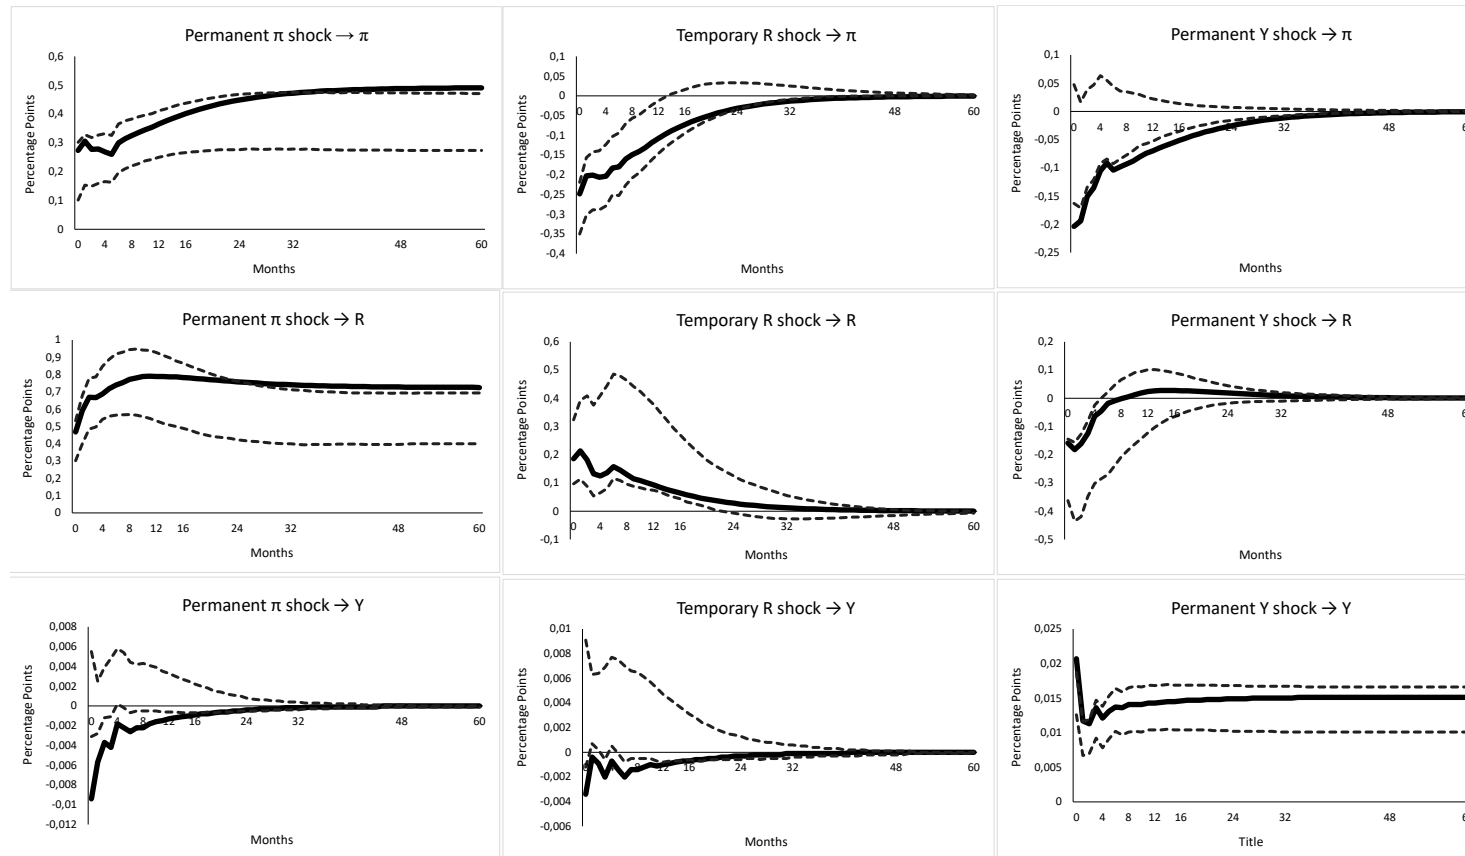 Permanent π shock → π
Percentage Points
0,6
0,5
0,4
0,3
0,2
0,1
0
0 4 8 12 16 24 32 48 60
Months
Temporary R shock → π
Percentage Points
0,1
0,05
0
-0,05
-0,1
-0,15
-0,2
-0,25
-0,3
-0,35
-0,4
0 4 8 12 16 24 32 48 60
Months
Permanent Y shock → π
Percentage Points
0,1
0,05
0
-0,05
-0,1
-0,15
-0,2
-0,25
0 4 8 12 16 24 32 48
Months
Permanent π shock → R
Percentage Points
1
0,9
0,8
0,7
0,6
0,5
0,4
0,3
0,2
0,1
0
0 4 8 12 16 24 32 48 60
Months
Temporary R shock → R
Percentage Points
0,6
0,5
0,4
0,3
0,2
0,1
0
-0,1
0 4 8 12 16 24 32 48 60
Months
Permanent Y shock → R
Percentage Points
0,2
0,1
0
-0,1
-0,2
-0,3
-0,4
-0,5
0 4 8 12 16 24 32 48
Months
Permanent π shock → Y
Percentage Points
0,008
0,006
0,004
0,002
0
-0,002
-0,004
-0,006
-0,008
-0,01
-0,012
0 4 8 12 16 24 32 48 60
Months
Temporary R shock → Y
Percentage Points
0,01
0,008
0,006
0,004
0,002
0
-0,002
-0,004
-0,006
0 8 12 16 24 32 48 60
Months
Permanent Y shock → Y
Percentage Points
0,025
0,02
0,015
0,01
0,005
0
0 4 8 12 16 24 32 48
Title